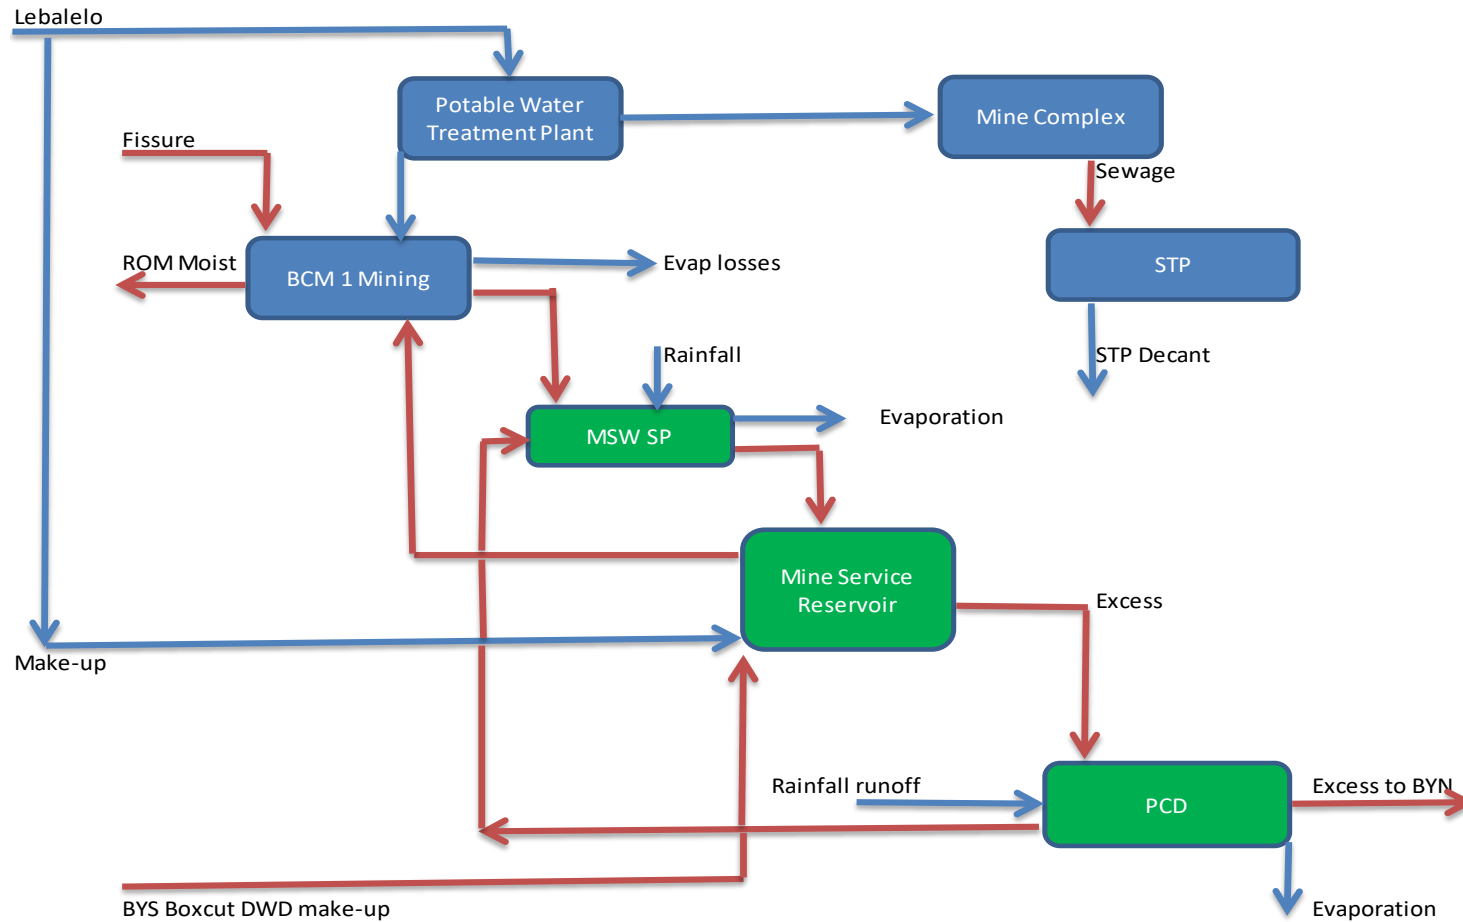 Lebalelo
Potable Water
Treatment Plant
Mine Complex
Fissure
Sewage
ROM Moist
BCM 1 Mining
Evap losses
STP
Rainfall
STP Decant
MSW SP
Evaporation
Mine Service
Reservoir
Excess
Make-up
Rainfall runoff
PCD
Excess to BYN
BYS Boxcut DWD make-up
Evaporation